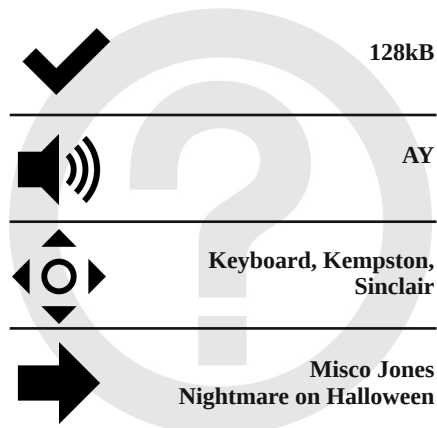 128kB
AY
Keyboard, Kempston,
Sinclair
Misco Jones
Nightmare on Halloween